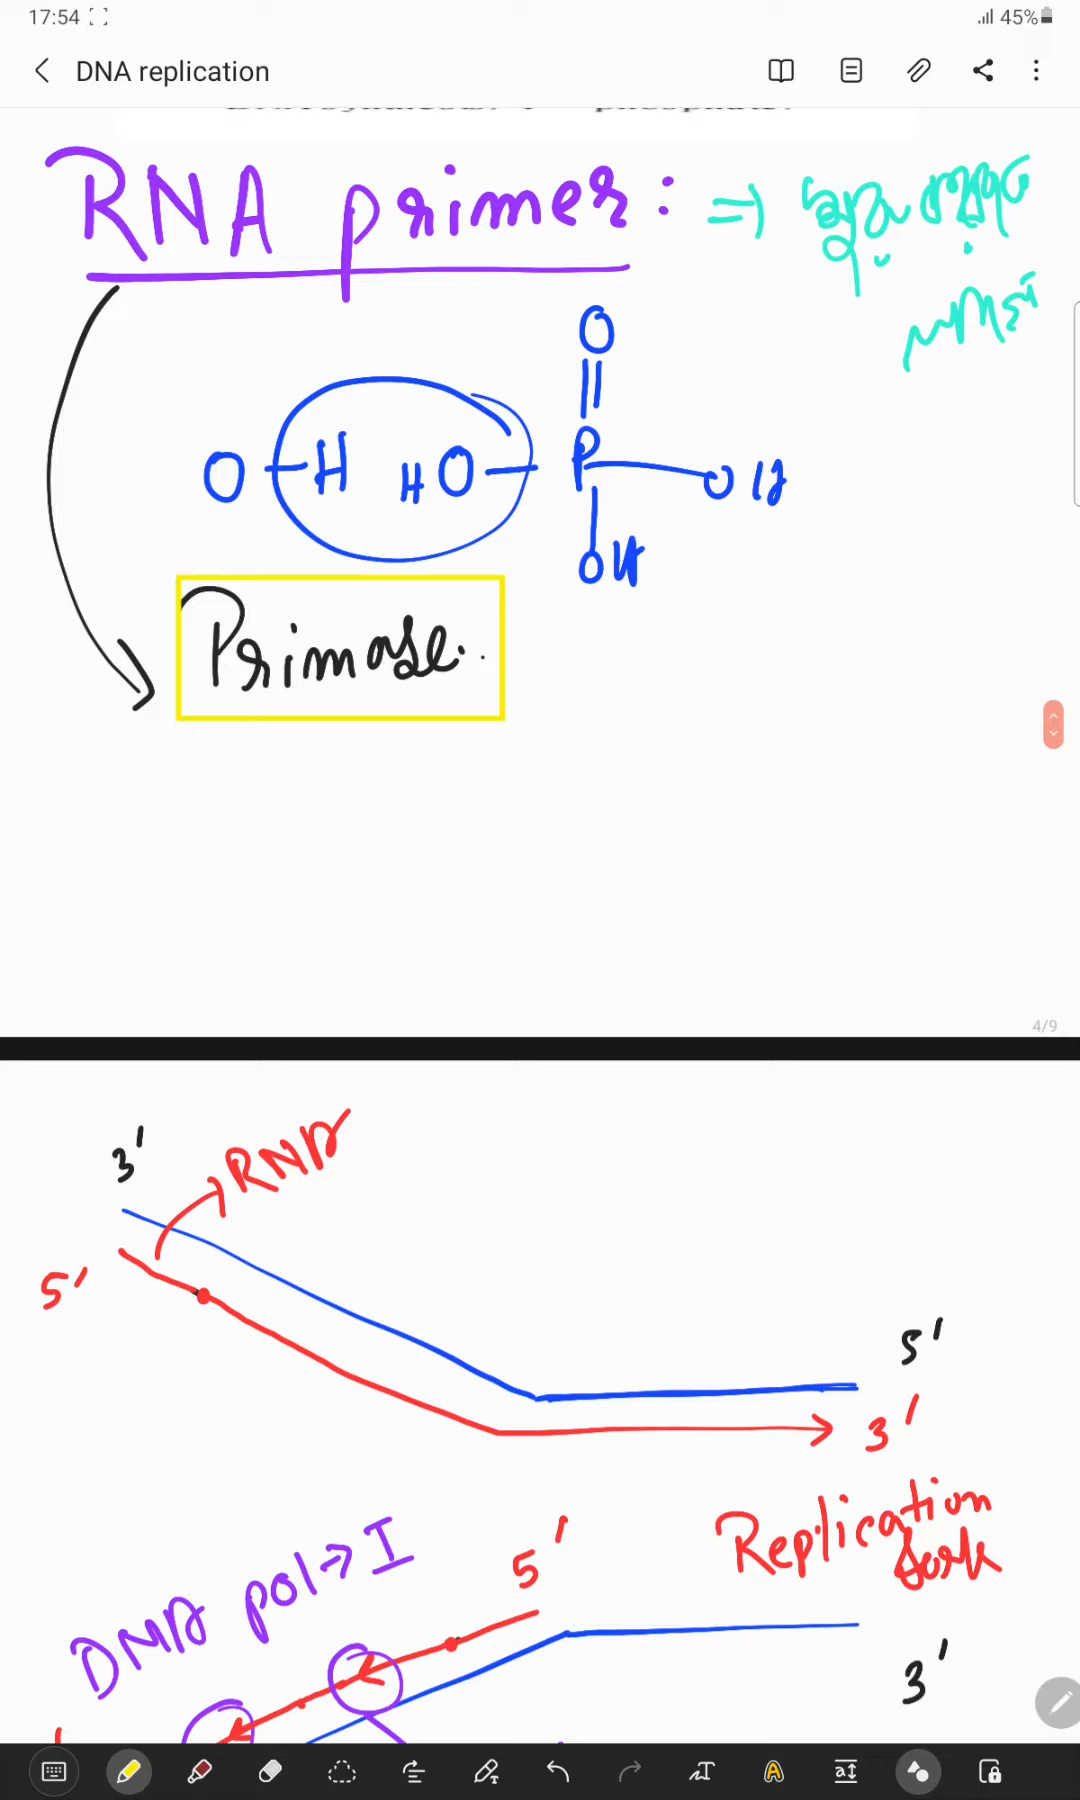 17:54
45%
DNA replication
RNA primer: =>
O
O-H HO-P-OH
OH
Primase.
4/9
3'
RNA
5'
5'
3'
Replication
fork
DNA pol→I
5'
3'